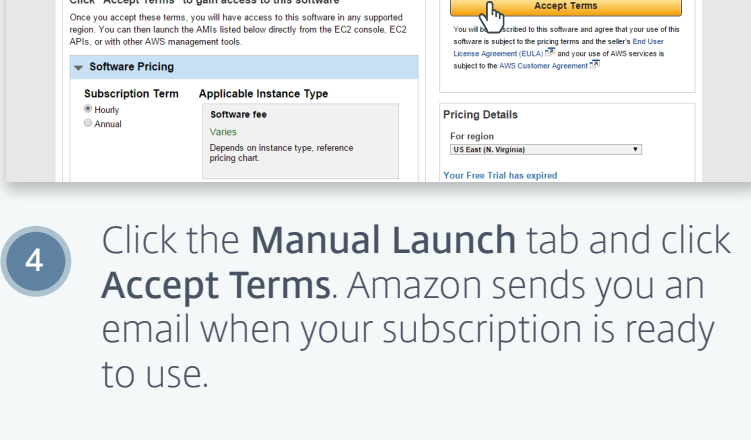 Click "Accept Terms" to gain access to this software
Once you accept these terms, you will have access to this software in any supported
region. You can then launch the AMIs listed below directly from the EC2 console, EC2
APIs, or with other AWS management tools.
Software Pricing
Subscription Term
Hourly
Annual
Applicable Instance Type
Software fee
Varies
Depends on instance type, reference
pricing chart.
Accept Terms
You will be subscribed to this software and agree that your use of this
software is subject to the pricing terms and the seller's End User
License Agreement (EULA) and your use of AWS services is
subject to the AWS Customer Agreement
Pricing Details
For region
US East (N. Virginia)
Your Free Trial has expired
4
Click the Manual Launch tab and click
Accept Terms. Amazon sends you an
email when your subscription is ready
to use.